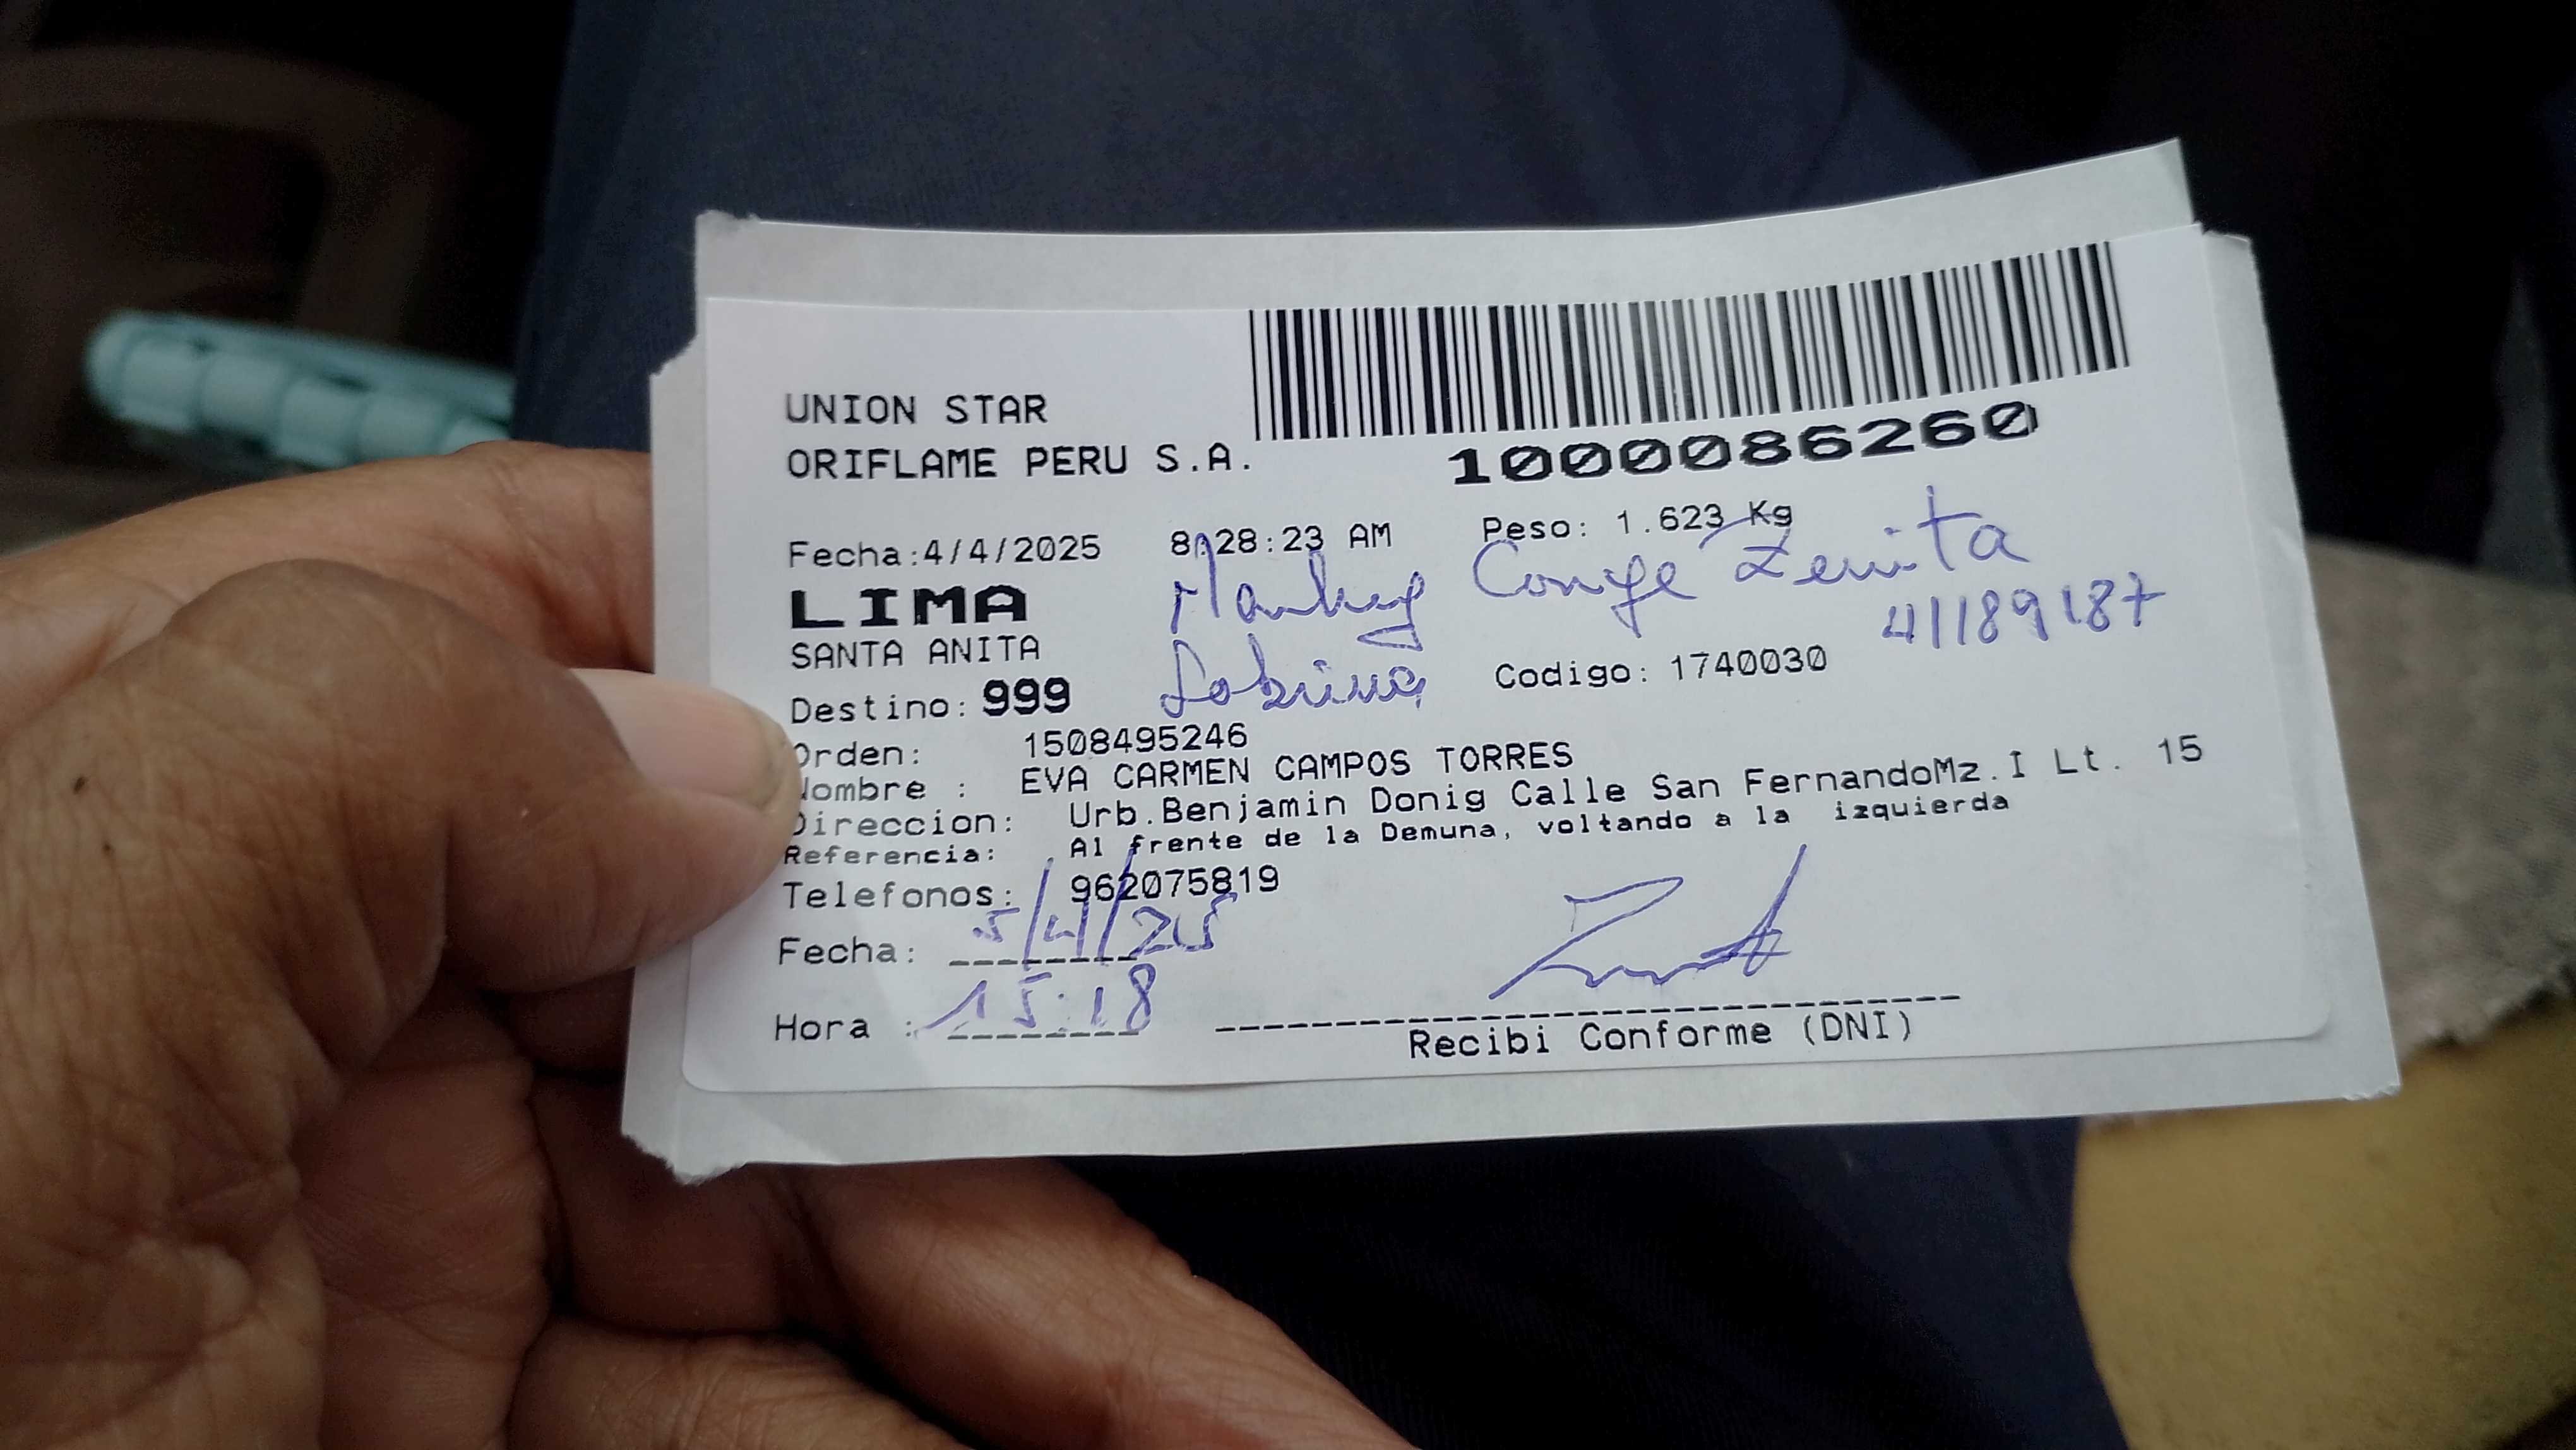 UNION STAR
ORIFLAME PERU S.A.
1000086260
Fecha:4/4/2025 8:28:23 AM Peso: 1.623 Kg
LIMA
Zenita
41189187
SANTA ANITA
Sobrina
Codigo: 1740030
Destino: 999
Orden: 1508495246
Nombre : EVA CARMEN CAMPOS TORRES
Direccion: Urb.Benjamin Donig Calle San FernandoMz.I Lt. 15
Referencia: Al frente de la Demuna, voltando a la izquierda
Telefonos: 962075819
Fecha: 5/4/25
Hora : 15:18
Recibi Conforme (DNI)